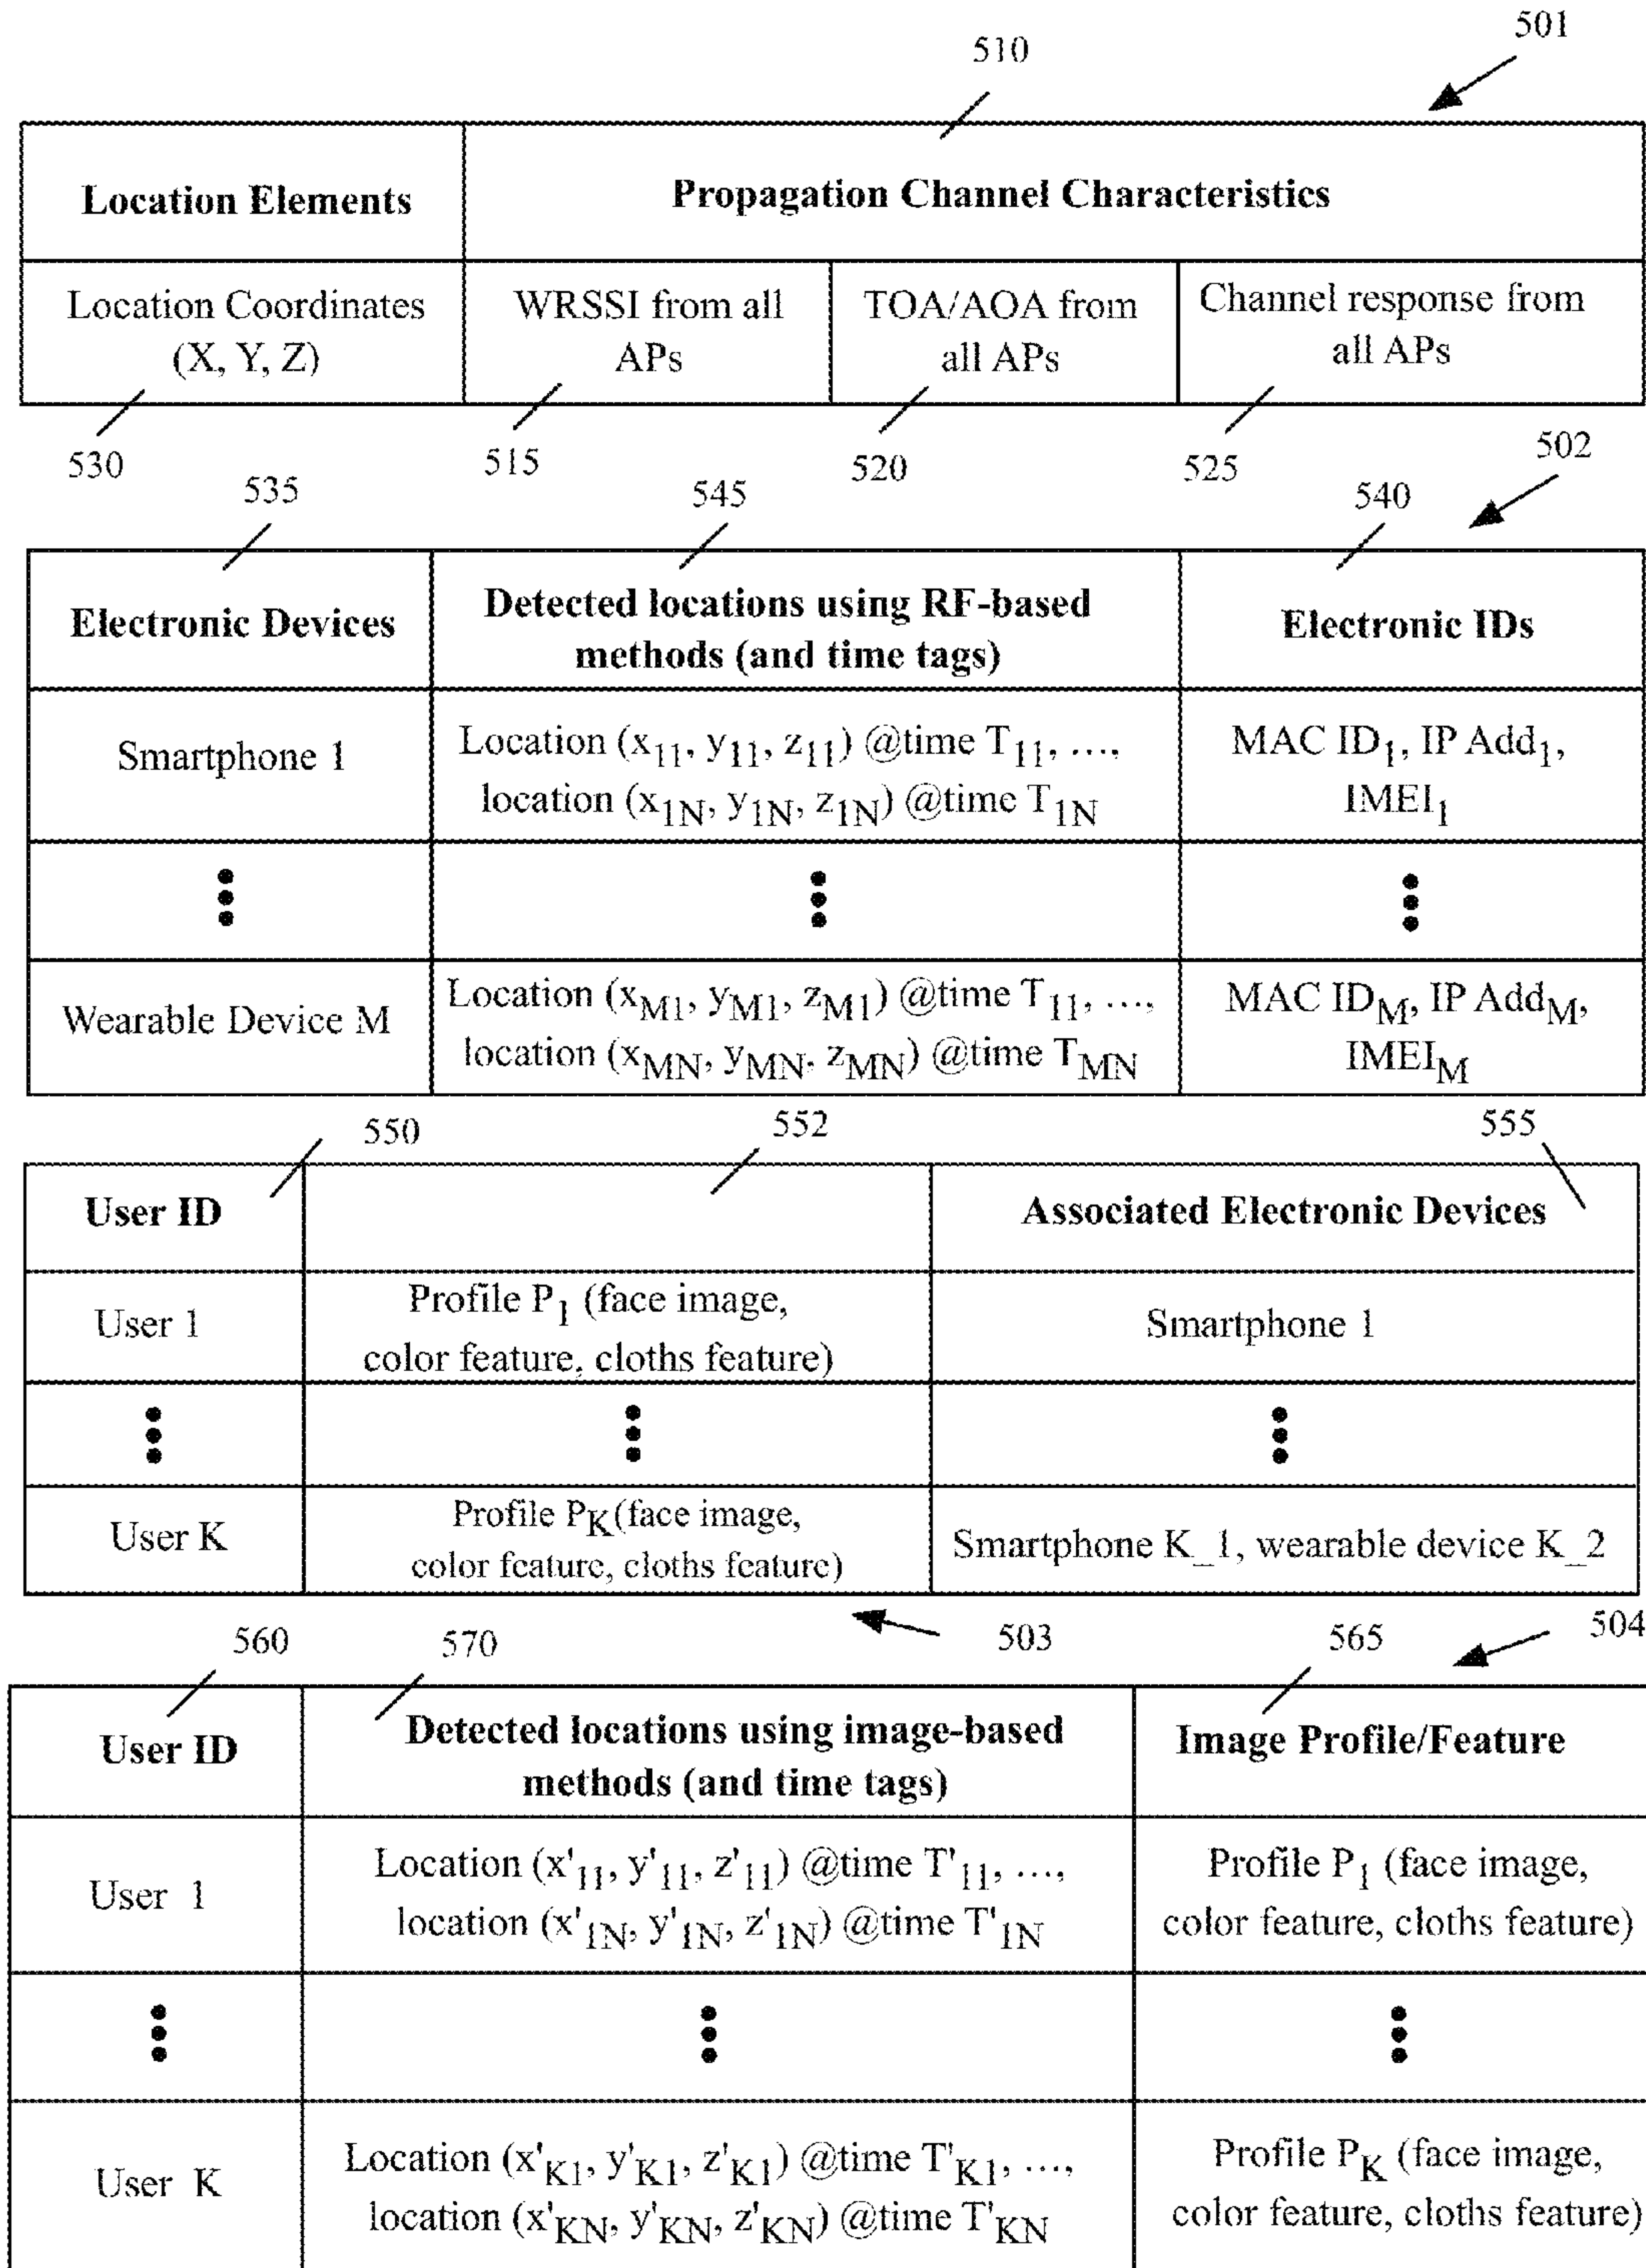 501
510
Location Elements
Propagation Channel Characteristics
Location Coordinates
(X, Y, Z)
WRSSI from all
APs
TOA/AOA from
all APs
Channel response from
all APs
530
515
520
525
502
535
545
540
Electronic Devices
Detected locations using RF-based
methods (and time tags)
Electronic IDs
Smartphone 1
Location (x11, y11, z11) @time T11, ...,
location (x1N, y1N, z1N) @time T1N
MAC ID1, IP Add1,
IMEI1
Wearable Device M
Location (xM1, yM1, zM1) @time T11, ...,
location (xMN, yMN, zMN) @time TMN
MAC IDM, IP AddM,
IMEIM
550
552
555
User ID
Associated Electronic Devices
User 1
Profile P1 (face image,
color feature, cloths feature)
Smartphone 1
User K
Profile PK(face image,
color feature, cloths feature)
Smartphone K_1, wearable device K_2
503
504
560
570
565
User ID
Detected locations using image-based
methods (and time tags)
Image Profile/Feature
User 1
Location (x'11, y'11, z'11) @time T'11, ...,
location (x'1N, y'1N, z'1N) @time T'1N
Profile P1 (face image,
color feature, cloths feature)
User K
Location (x'K1, y'K1, z'K1) @time T'K1, ...,
location (x'KN, y'KN, z'KN) @time T'KN
Profile PK (face image,
color feature, cloths feature)